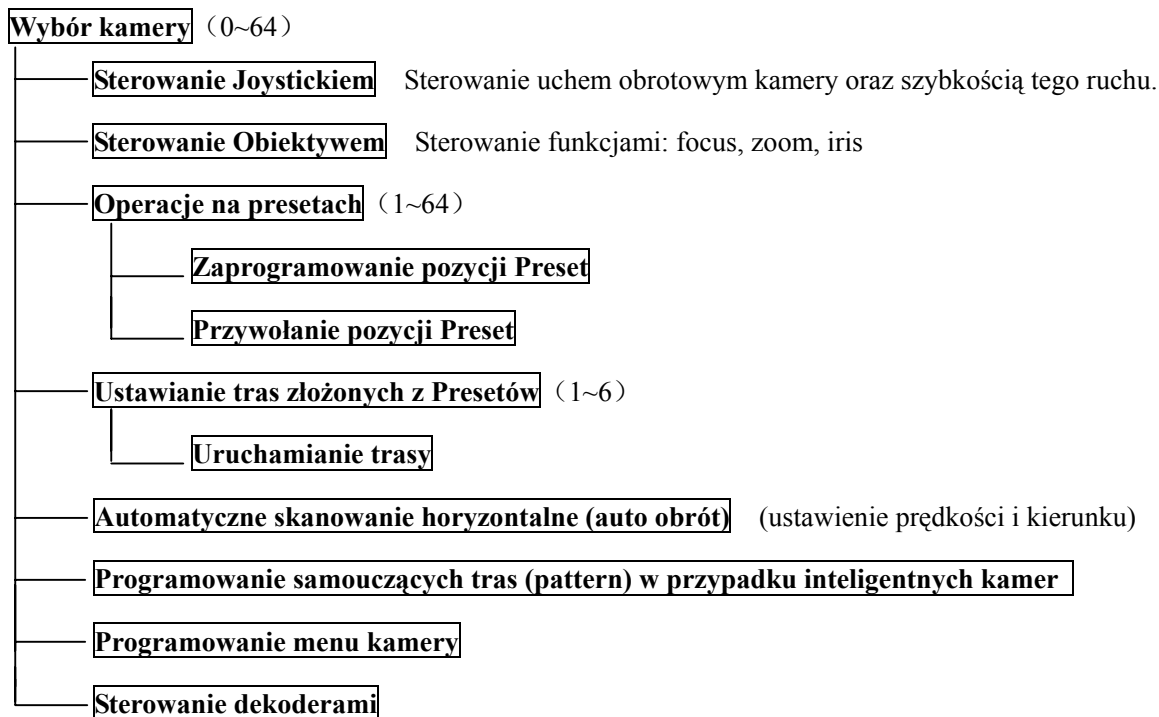 Wybór kamery（0~64）
Sterowanie Joystickiem Sterowanie uchem obrotowym kamery oraz szybkością tego ruchu.
Sterowanie Obiektywem Sterowanie funkcjami: focus, zoom, iris
Operacje na presetach（1~64）
Zaprogramowanie pozycji Preset
Przywołanie pozycji Preset
Ustawianie tras złożonych z Presetów（1~6）
Uruchamianie trasy
Automatyczne skanowanie horyzontalne (auto obrót) (ustawienie prędkości i kierunku)
Programowanie samouczących tras (pattern) w przypadku inteligentnych kamer
Programowanie menu kamery
Sterowanie dekoderami